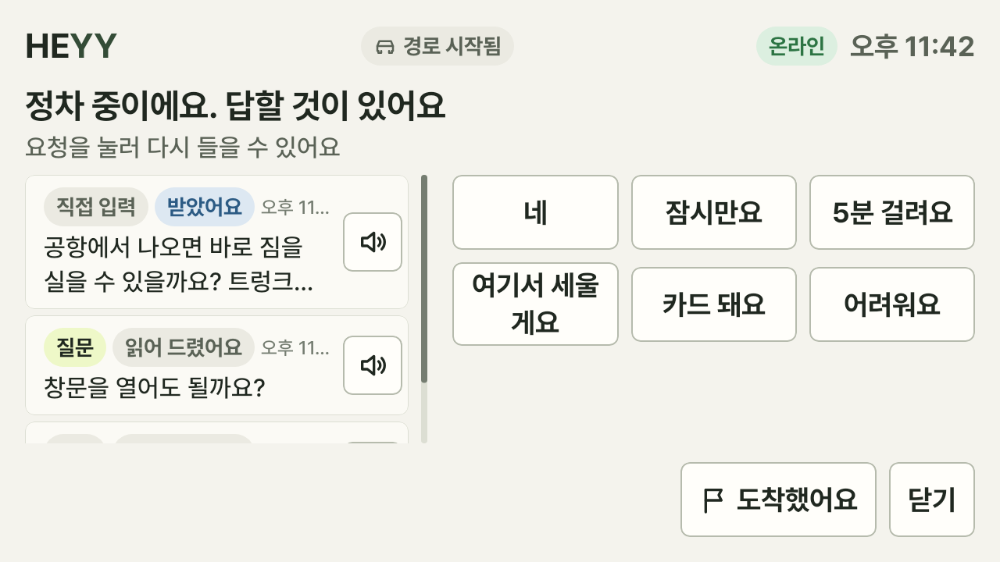 HEYY
경로 시작됨
온라인 오후 11:42
정차 중이에요. 답할 것이 있어요
요청을 눌러 다시 들을 수 있어요
직접 입력 받았어요 오후 11...
공항에서 나오면 바로 짐을
실을 수 있을까요? 트렁크...
질문 읽어 드렸어요 오후 11...
창문을 열어도 될까요?
네
잠시만요
5분 걸려요
여기서 세울
게요
카드 돼요
어려워요
도착했어요
닫기